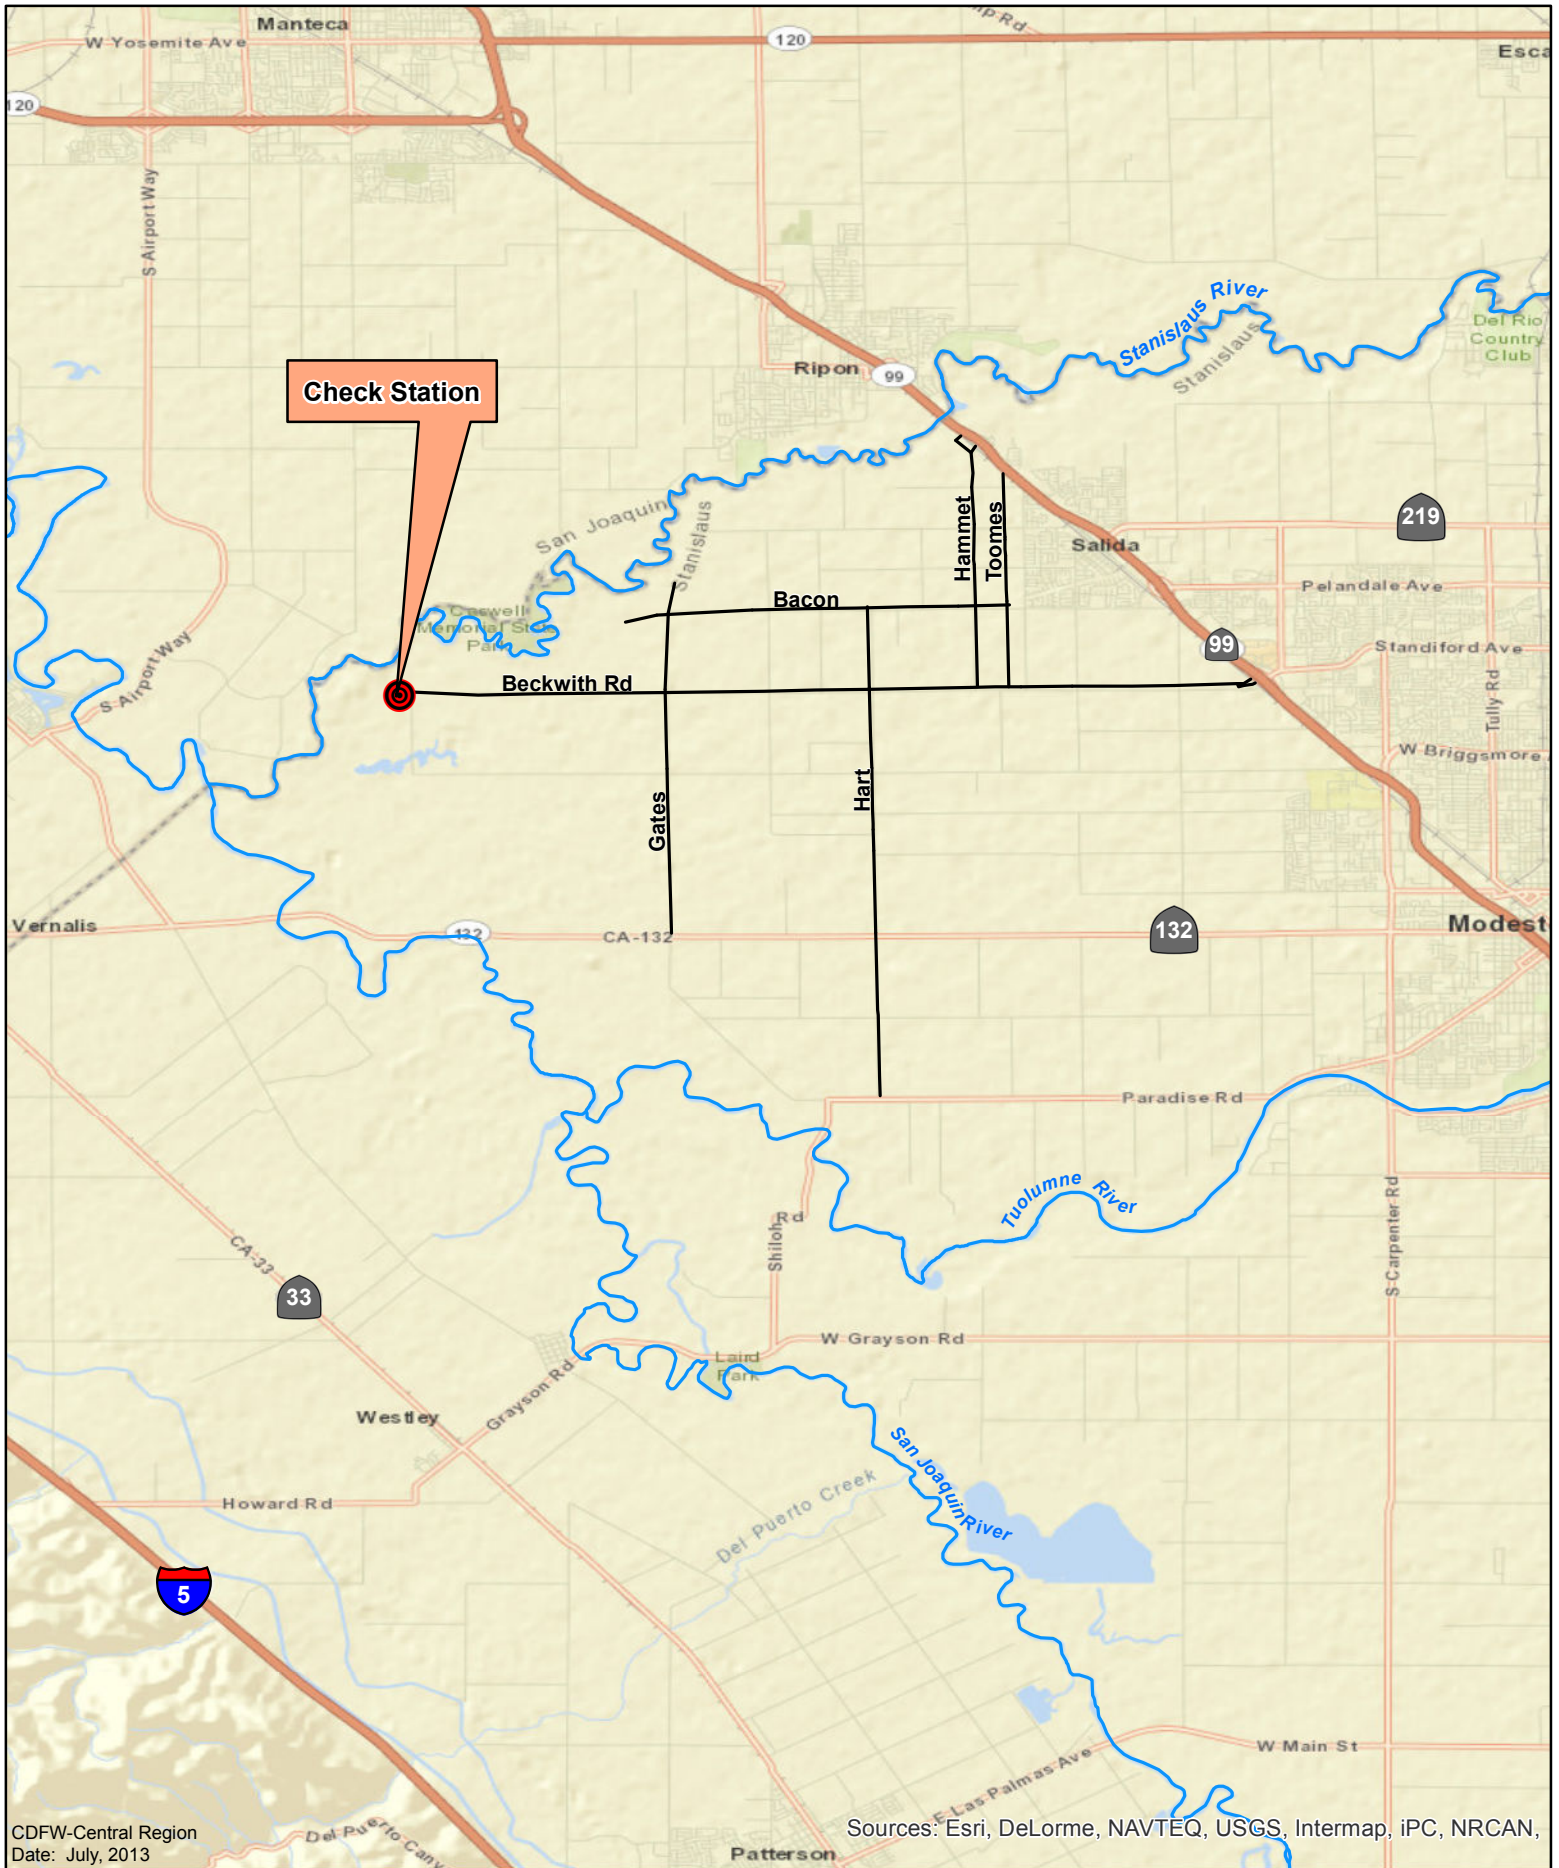 Manteca
W Yosemite Ave
120
Esca
120
S Airport Way
Stanislaus River
Stanislaus
Del Rio
Country
Club
Ripon
99
Check Station
San Joaquin
Stanislaus
Hammet
Toomes
219
Salida
Pelandale Ave
Bacon
Caswell
Memorial State
Park
99
Standiford Ave
S Airport Way
Beckwith Rd
Tully Rd
W Briggsmore
Gates
Hart
Vernalis
132
CA-132
132
Modest
Paradise Rd
Tuolumne River
Shiloh Rd
S Carpenter Rd
CA-33
33
W Grayson Rd
Laird
Park
Grayson Rd
Westley
San Joaquin River
Howard Rd
Del Puerto Creek
5
W Main St
E Las Palmas Ave
CDFW-Central Region
Date: July, 2013
Del Puerto Cany
Sources: Esri, DeLorme, NAVTEQ, USGS, Intermap, iPC, NRCAN,
Patterson